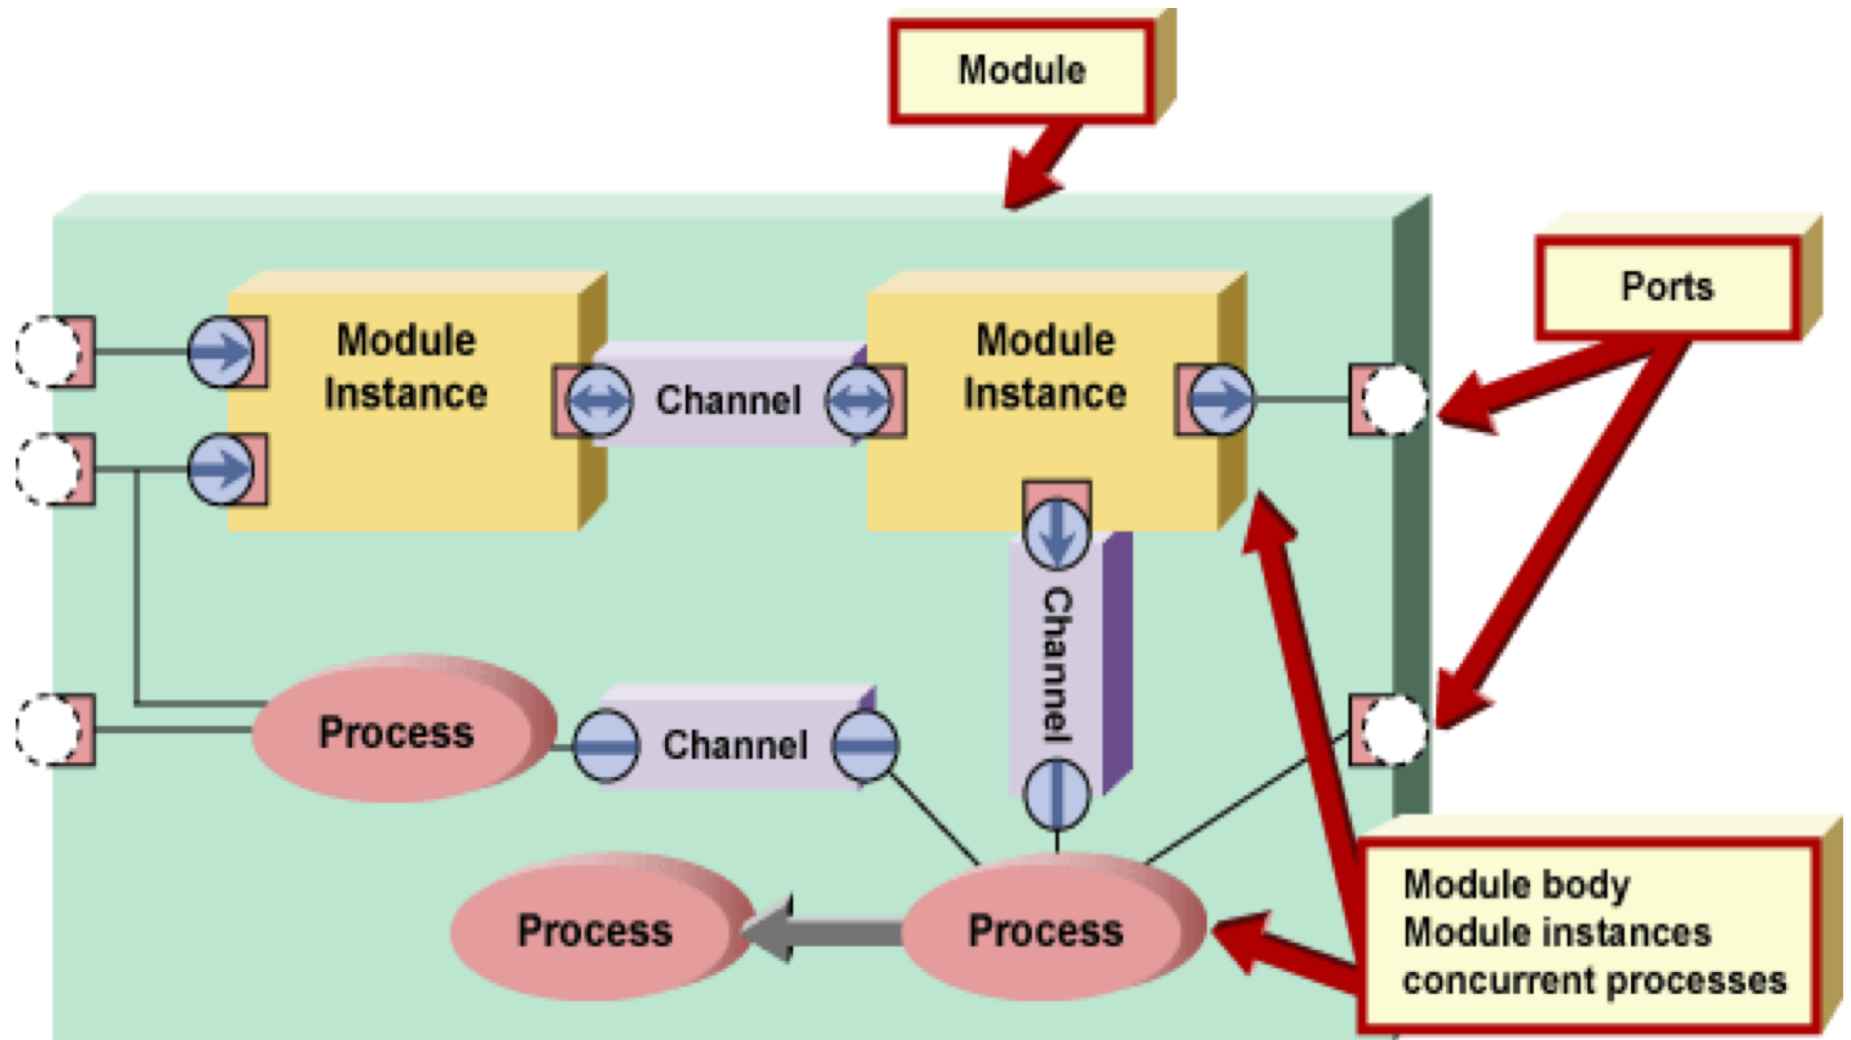 Module
Ports
Module
Instance
Channel
Module
Instance
Channel
Process
Channel
Process
Process
Module body
Module instances
concurrent processes